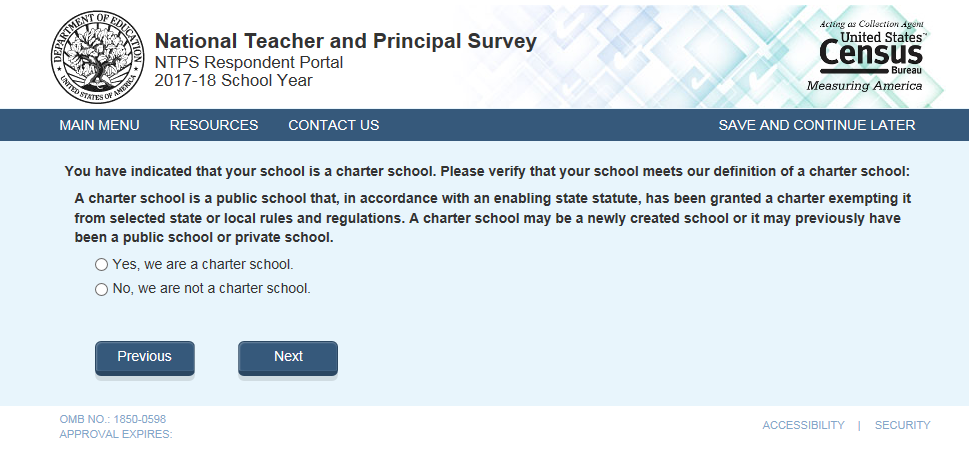 DEPARTMENT OF EDUCATION
UNITED STATES OF AMERICA
National Teacher and Principal Survey
NTPS Respondent Portal
2017-18 School Year
Acting as Collection Agent
United States™
Census
Bureau
Measuring America
MAIN MENU RESOURCES CONTACT US SAVE AND CONTINUE LATER
You have indicated that your school is a charter school. Please verify that your school meets our definition of a charter school:
A charter school is a public school that, in accordance with an enabling state statute, has been granted a charter exempting it
from selected state or local rules and regulations. A charter school may be a newly created school or it may previously have
been a public school or private school.
Yes, we are a charter school.
No, we are not a charter school.
Previous Next
OMB NO.: 1850-0598
APPROVAL EXPIRES:
ACCESSIBILITY | SECURITY